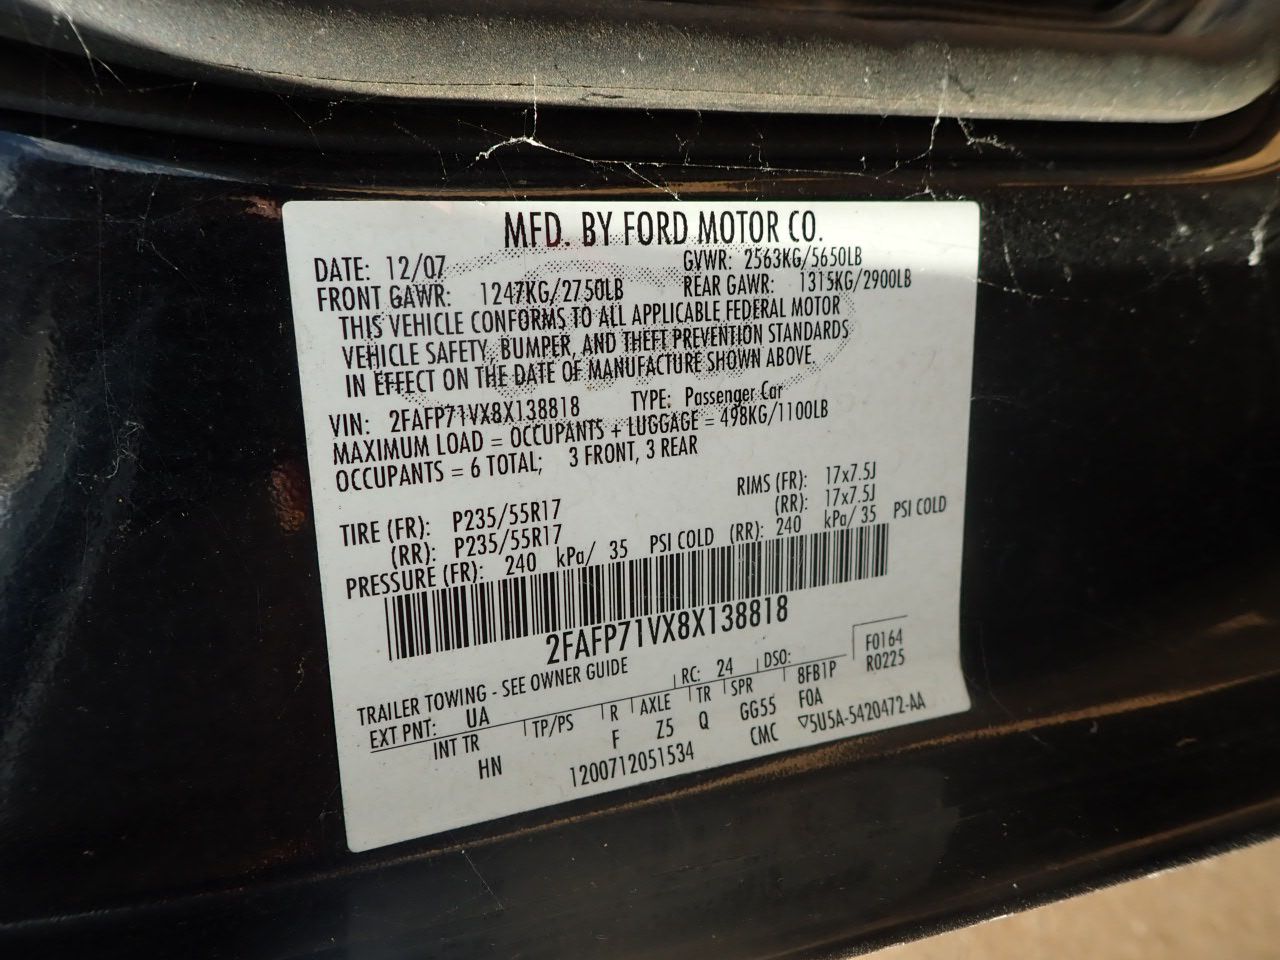 MFD. BY FORD MOTOR CO.
DATE: 12/07 GVWR: 2563KG/5650LB
FRONT GAWR: 1247KG/2750LB REAR GAWR: 1315KG/2900LB
THIS VEHICLE CONFORMS TO ALL APPLICABLE FEDERAL MOTOR
VEHICLE SAFETY, BUMPER, AND THEFT PREVENTION STANDARDS
IN EFFECT ON THE DATE OF MANUFACTURE SHOWN ABOVE.
VIN: 2FAFP71VX8X138818 TYPE: Passenger Car
MAXIMUM LOAD = OCCUPANTS + LUGGAGE = 498KG/1100LB
OCCUPANTS = 6 TOTAL; 3 FRONT, 3 REAR
TIRE (FR): P235/55R17 RIMS (FR): 17x7.5J
(RR): P235/55R17 (RR): 17x7.5J
PRESSURE (FR): 240 kPa/ 35 PSI COLD (RR): 240 kPa/ 35 PSI COLD
2FAFP71VX8X138818
TRAILER TOWING - SEE OWNER GUIDE RC: 24 DSO: F0164
R0225
EXT PNT: UA
INT TR TP/PS R AXLE TR SPR 8FB1P
HN F Z5 Q GG55 FOA
1200712051534 CMC ▽5U5A-5420472-AA